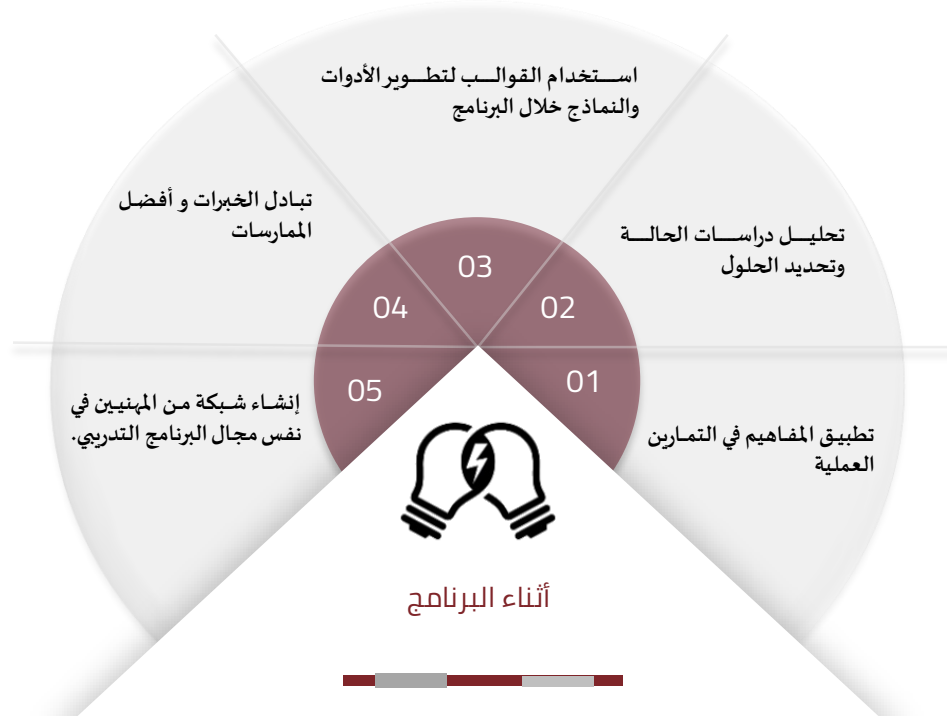 01
تطبيق المفاهيم في التمارين
العملية
02
تحليل دراسات الحالة
وتحديد الحلول
03
استخدام القوالب لتطوير الأدوات
والنماذج خلال البرنامج
04
تبادل الخبرات و أفضل
الممارسات
05
إنشاء شبكة من المهنيين في
نفس مجال البرنامج التدريبي.
أثناء البرنامج